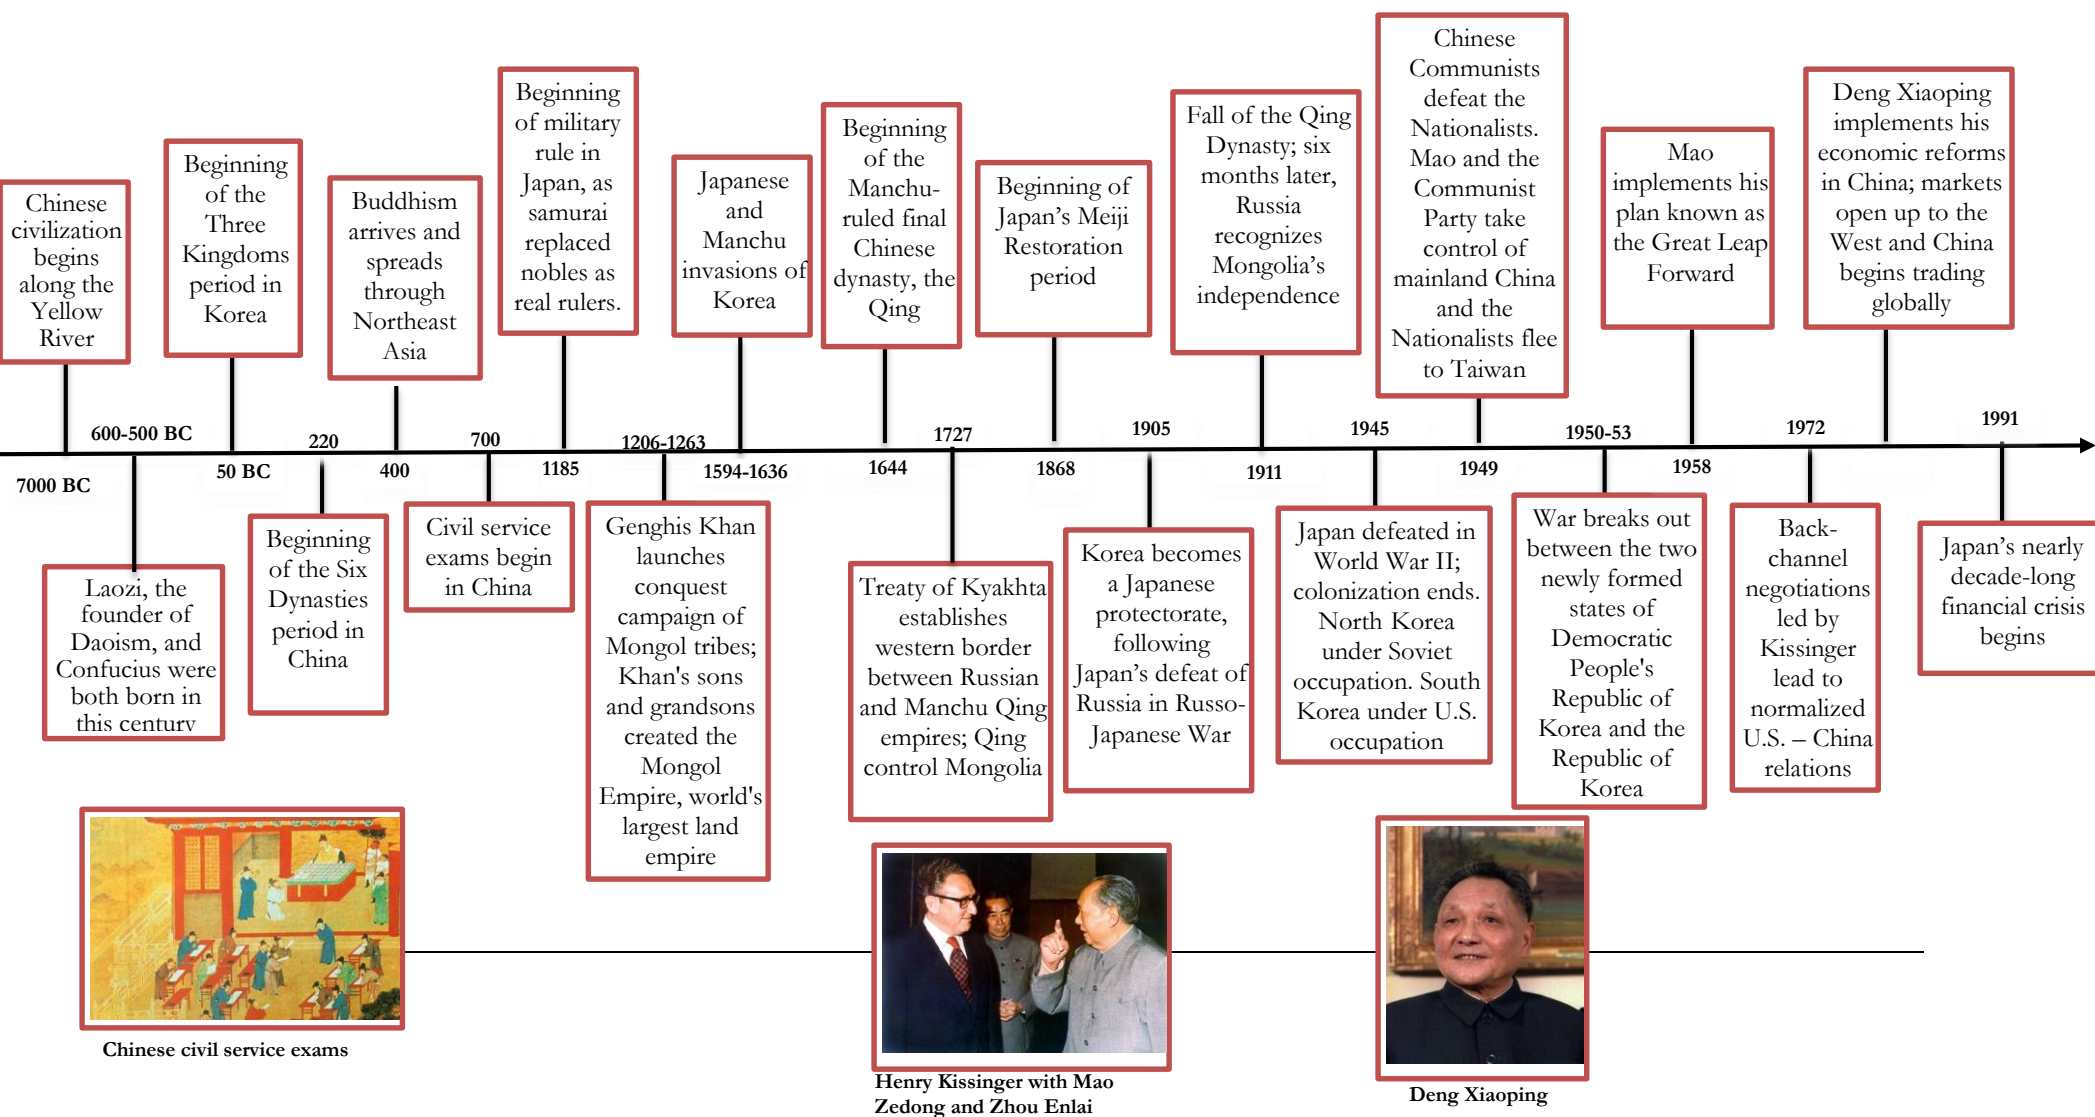 Chinese
civilization
begins
along the
Yellow
River
Beginning
of the
Three
Kingdoms
period in
Korea
Buddhism
arrives and
spreads
through
Northeast
Asia
Beginning
of military
rule in
Japan, as
samurai
replaced
nobles as
real rulers.
Japanese
and
Manchu
invasions of
Korea
Beginning
of the
Manchu-
ruled final
Chinese
dynasty, the
Qing
Beginning of
Japan's Meiji
Restoration
period
Fall of the Qing
Dynasty; six
months later,
Russia
recognizes
Mongolia's
independence
Chinese
Communists
defeat the
Nationalists.
Mao and the
Communist
Party take
control of
mainland China
and the
Nationalists flee
to Taiwan
Mao
implements his
plan known as
the Great Leap
Forward
Deng Xiaoping
implements his
economic reforms
in China; markets
open up to the
West and China
begins trading
globally
600-500 BC
220
700
1206-1263
1727
1905
1945
1950-53
1972
1991
7000 BC
50 BC
400
1185
1594-1636
1644
1868
1911
1949
1958
Laozi, the
founder of
Daoism, and
Confucius were
both born in
this century
Beginning
of the Six
Dynasties
period in
China
Civil service
exams begin
in China
Genghis Khan
launches
conquest
campaign of
Mongol tribes;
Khan's sons
and grandsons
created the
Mongol
Empire, world's
largest land
empire
Treaty of Kyakhta
establishes
western border
between Russian
and Manchu Qing
empires; Qing
control Mongolia
Korea becomes
a Japanese
protectorate,
following
Japan's defeat of
Russia in Russo-
Japanese War
Japan defeated in
World War II;
colonization ends.
North Korea
under Soviet
occupation. South
Korea under U.S.
occupation
War breaks out
between the two
newly formed
states of
Democratic
People's
Republic of
Korea and the
Republic of
Korea
Back-
channel
negotiations
led by
Kissinger
lead to
normalized
U.S. – China
relations
Japan's nearly
decade-long
financial crisis
begins
Chinese civil service exams
Henry Kissinger with Mao
Zedong and Zhou Enlai
Deng Xiaoping